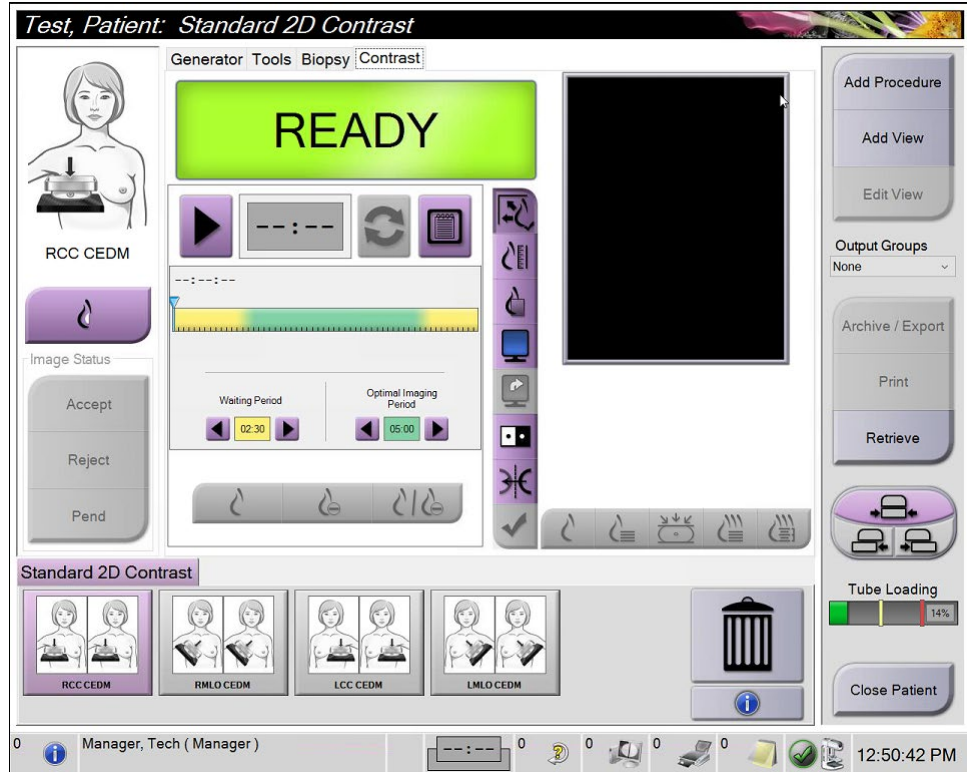 Test, Patient: Standard 2D Contrast
Generator Tools Biopsy Contrast
READY
RCC CEDM
--:--
--:--:--
Waiting Period
Optimal Imaging
Period
02:30
05:00
Image Status
Accept
Reject
Pend
Add Procedure
Add View
Edit View
Output Groups
None
Archive / Export
Print
Retrieve
Tube Loading
14%
Close Patient
Standard 2D Contrast
RCC CEDM
RMLO CEDM
LCC CEDM
LMLO CEDM
0 Manager, Tech ( Manager ) --:-- 0 0 0 0 12:50:42 PM